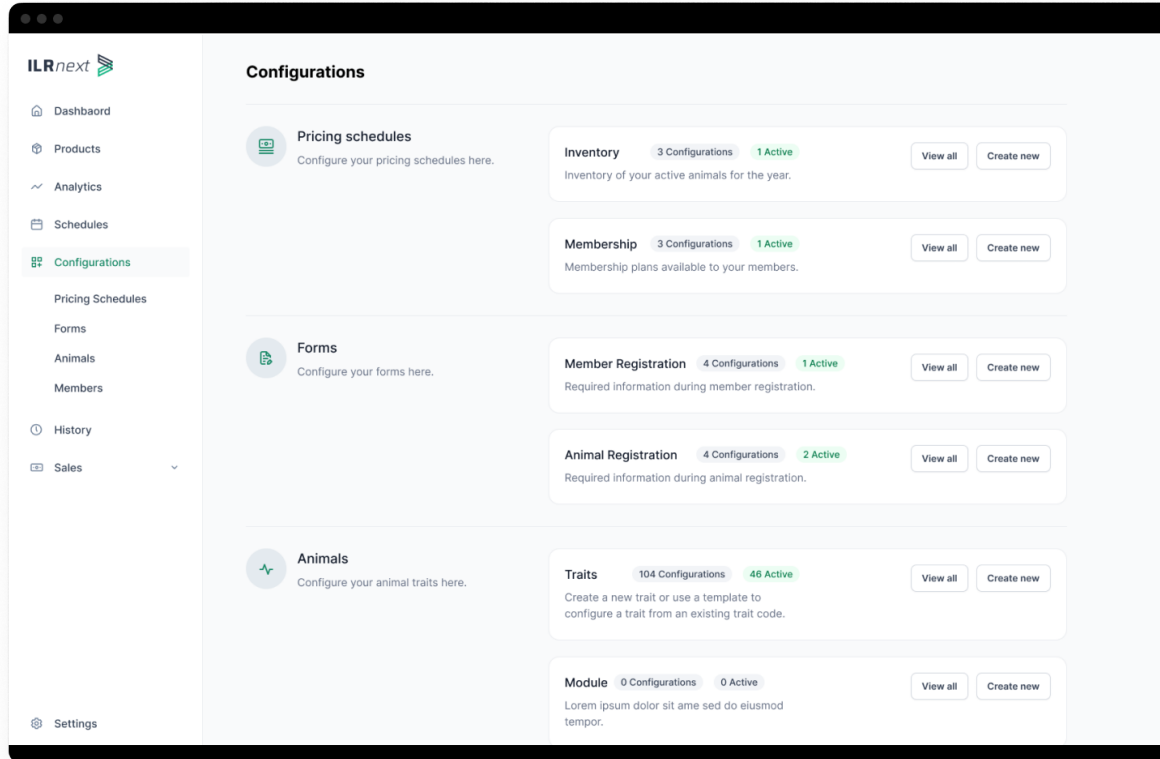 ILRnext
Dashbaord
Products
Analytics
Schedules
Configurations
Pricing Schedules
Forms
Animals
Members
History
Sales
Settings
Configurations
Pricing schedules
Configure your pricing schedules here.
Inventory 3 Configurations 1 Active
Inventory of your active animals for the year.
View all Create new
Membership 3 Configurations 1 Active
Membership plans available to your members.
View all Create new
Forms
Configure your forms here.
Member Registration 4 Configurations 1 Active
Required information during member registration.
View all Create new
Animal Registration 4 Configurations 2 Active
Required information during animal registration.
View all Create new
Animals
Configure your animal traits here.
Traits 104 Configurations 46 Active
Create a new trait or use a template to
configure a trait from an existing trait code.
View all Create new
Module 0 Configurations 0 Active
Lorem ipsum dolor sit ame sed do eiusmod
tempor.
View all Create new